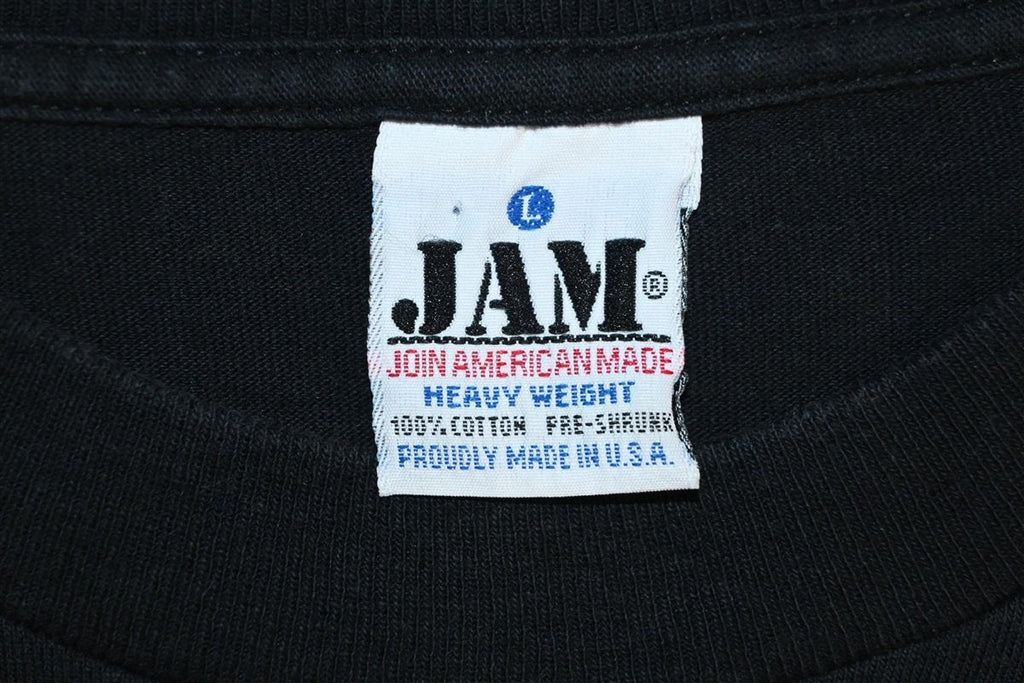 L
JAM®
JOIN AMERICAN MADE
HEAVY WEIGHT
100% COTTON PRE-SHRUNK
PROUDLY MADE IN U.S.A.